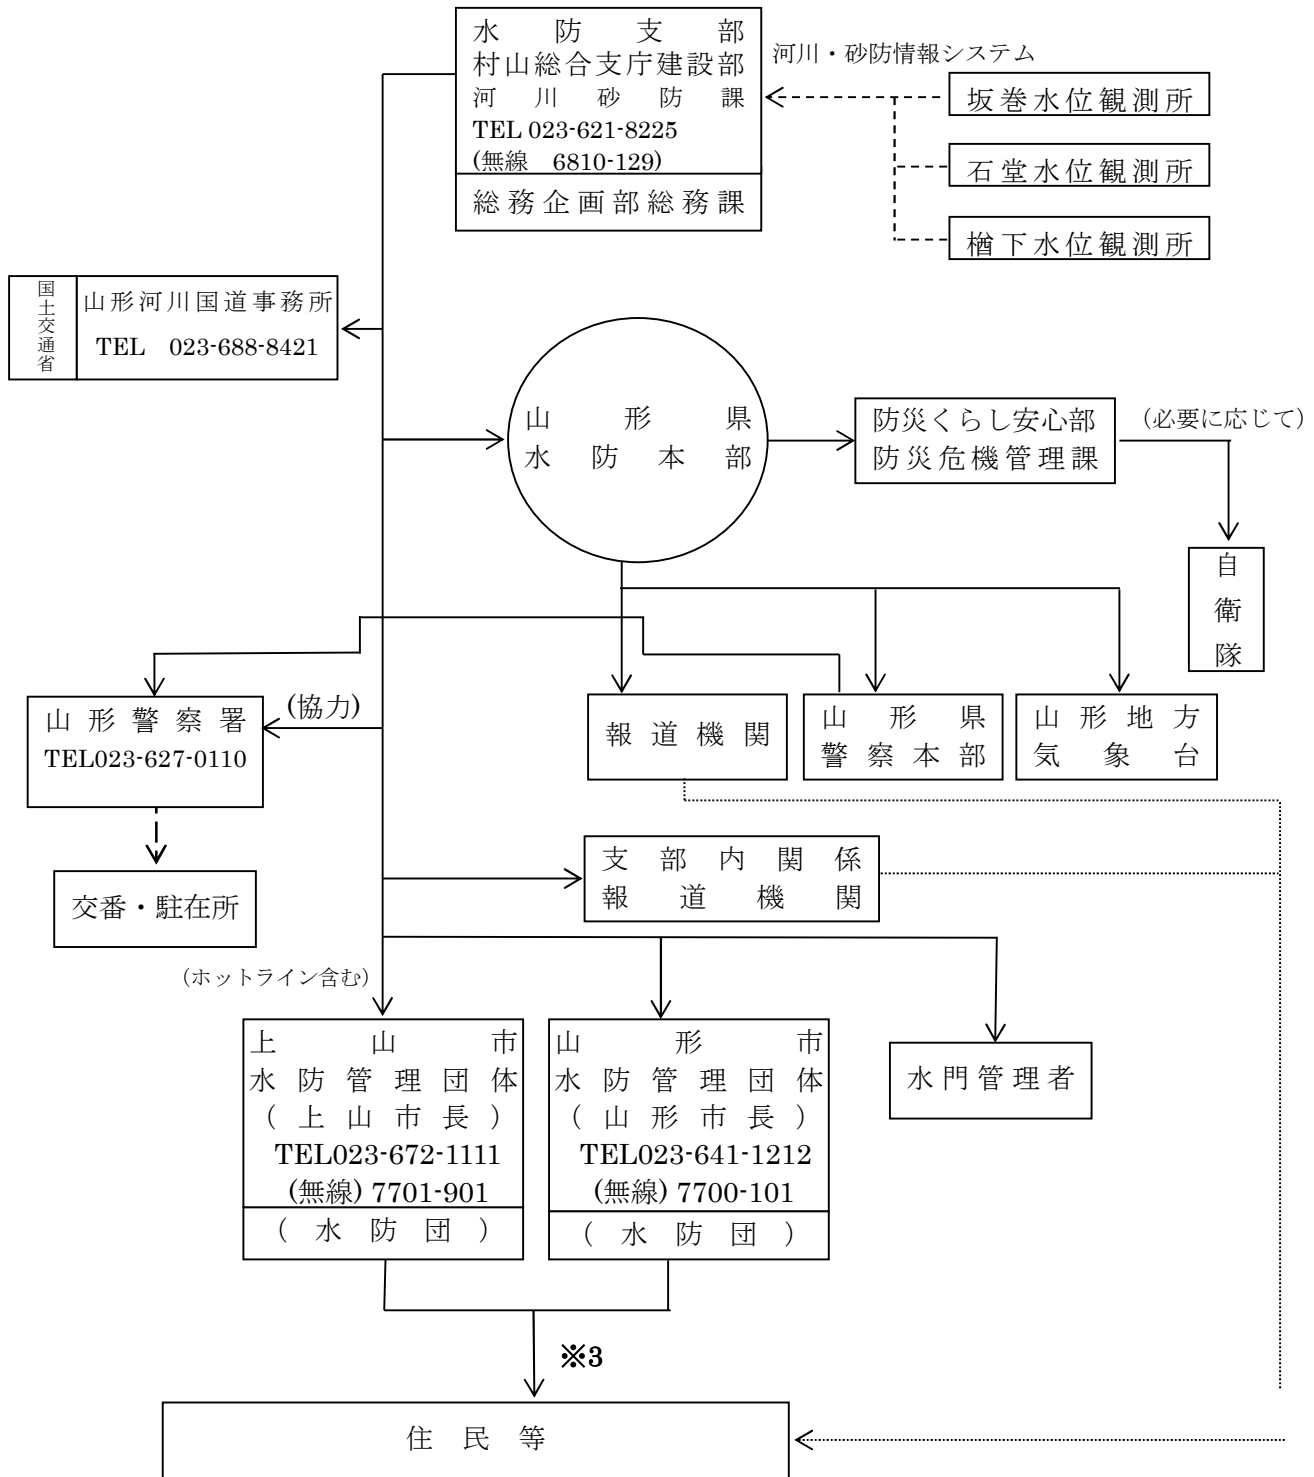 水防支部
村山総合支庁建設部
河川砂防課
TEL 023-621-8225
(無線　6810-129)
総務企画部総務課
河川・砂防情報システム
坂巻水位観測所
石堂水位観測所
楢下水位観測所
国土交通省
山形河川国道事務所
TEL　023-688-8421
山形県
水防本部
防災くらし安心部
防災危機管理課
（必要に応じて）
自衛隊
山形警察署
TEL023-627-0110
(協力)
報道機関
山形県
警察本部
山形地方
気象台
交番・駐在所
支部内関係
報道機関
（ホットライン含む）
上山市
水防管理団体
（上山市長）
TEL023-672-1111
(無線) 7701-901
（水防団）
山形市
水防管理団体
（山形市長）
TEL023-641-1212
(無線) 7700-101
（水防団）
水門管理者
※3
住民等